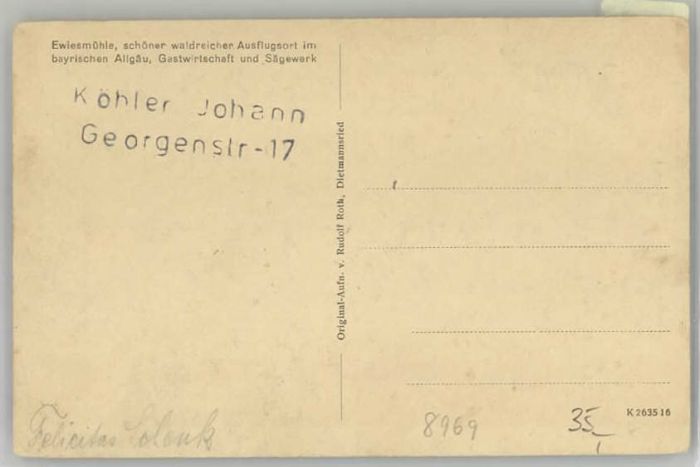 Ewiesmühle, schöner waldreicher Ausflugsort im
bayrischen Allgäu, Gastwirtschaft und Sägewerk
Köhler Johann
Georgenstr-17
Original-Aufn. v. Rudolf Roth, Dietmannsried
Felicitas
8969
35
K 263516